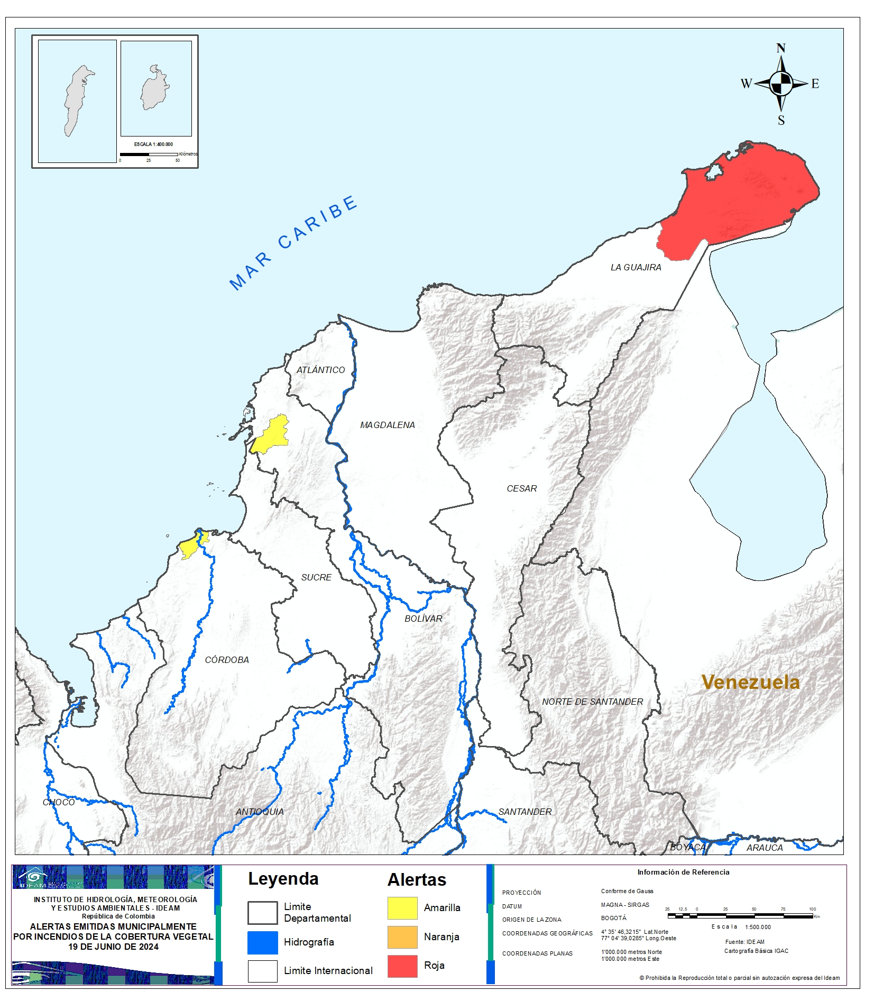 ESCALA 1:400.000
Kilómetros
0 25 50
N
W E
S
MAR CARIBE
LA GUAJIRA
ATLÁNTICO
MAGDALENA
CESAR
SUCRE
BOLÍVAR
CÓRDOBA
Venezuela
NORTE DE SANTANDER
CHOCÓ
ANTIOQUIA
SANTANDER
BOYACÁ
ARAUCA
IDEAM
INSTITUTO DE HIDROLOGÍA, METEOROLOGÍA
Y ESTUDIOS AMBIENTALES - IDEAM
República de Colombia
ALERTAS EMITIDAS MUNICIPALMENTE
POR INCENDIOS DE LA COBERTURA VEGETAL
19 DE JUNIO DE 2024
Leyenda
Limite
Departamental
Hidrografía
Limite Internacional
Alertas
Amarilla
Naranja
Roja
Información de Referencia
PROYECCIÓN Conforme de Gauss
DATUM MAGNA - SIRGAS
ORIGEN DE LA ZONA BOGOTÁ
COORDENADAS GEOGRÁFICAS 4° 35' 46,3215" Lat.Norte
77° 04' 39,0285" Long.Oeste
COORDENADAS PLANAS 1'000.000 metros Norte
1'000.000 metros Este
25 12,5 0 25 50 75 100
Km
Escala 1:500.000
Fuente: IDEAM
Cartografía Básica IGAC
© Prohibida la Reproducción total o parcial sin autozación expresa del Ideam